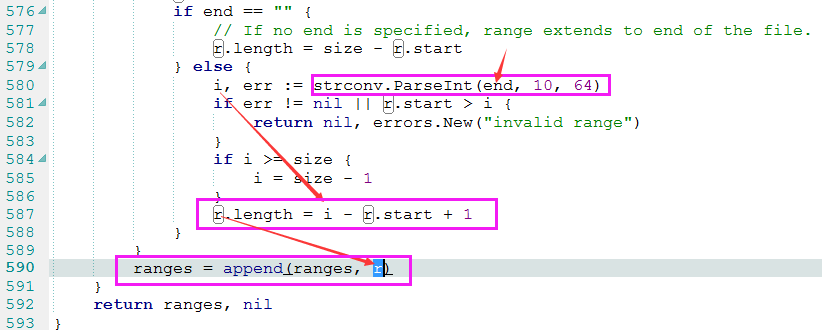 576 if end == "" {
577 // If no end is specified, range extends to end of the file.
578 r.length = size - r.start
579 } else {
580 i, err := strconv.ParseInt(end, 10, 64)
581 if err != nil || r.start > i {
582 return nil, errors.New("invalid range")
583 }
584 if i >= size {
585 i = size - 1
586 }
587 r.length = i - r.start + 1
588 }
589 }
590 ranges = append(ranges, r)
591 }
592 return ranges, nil
593 }